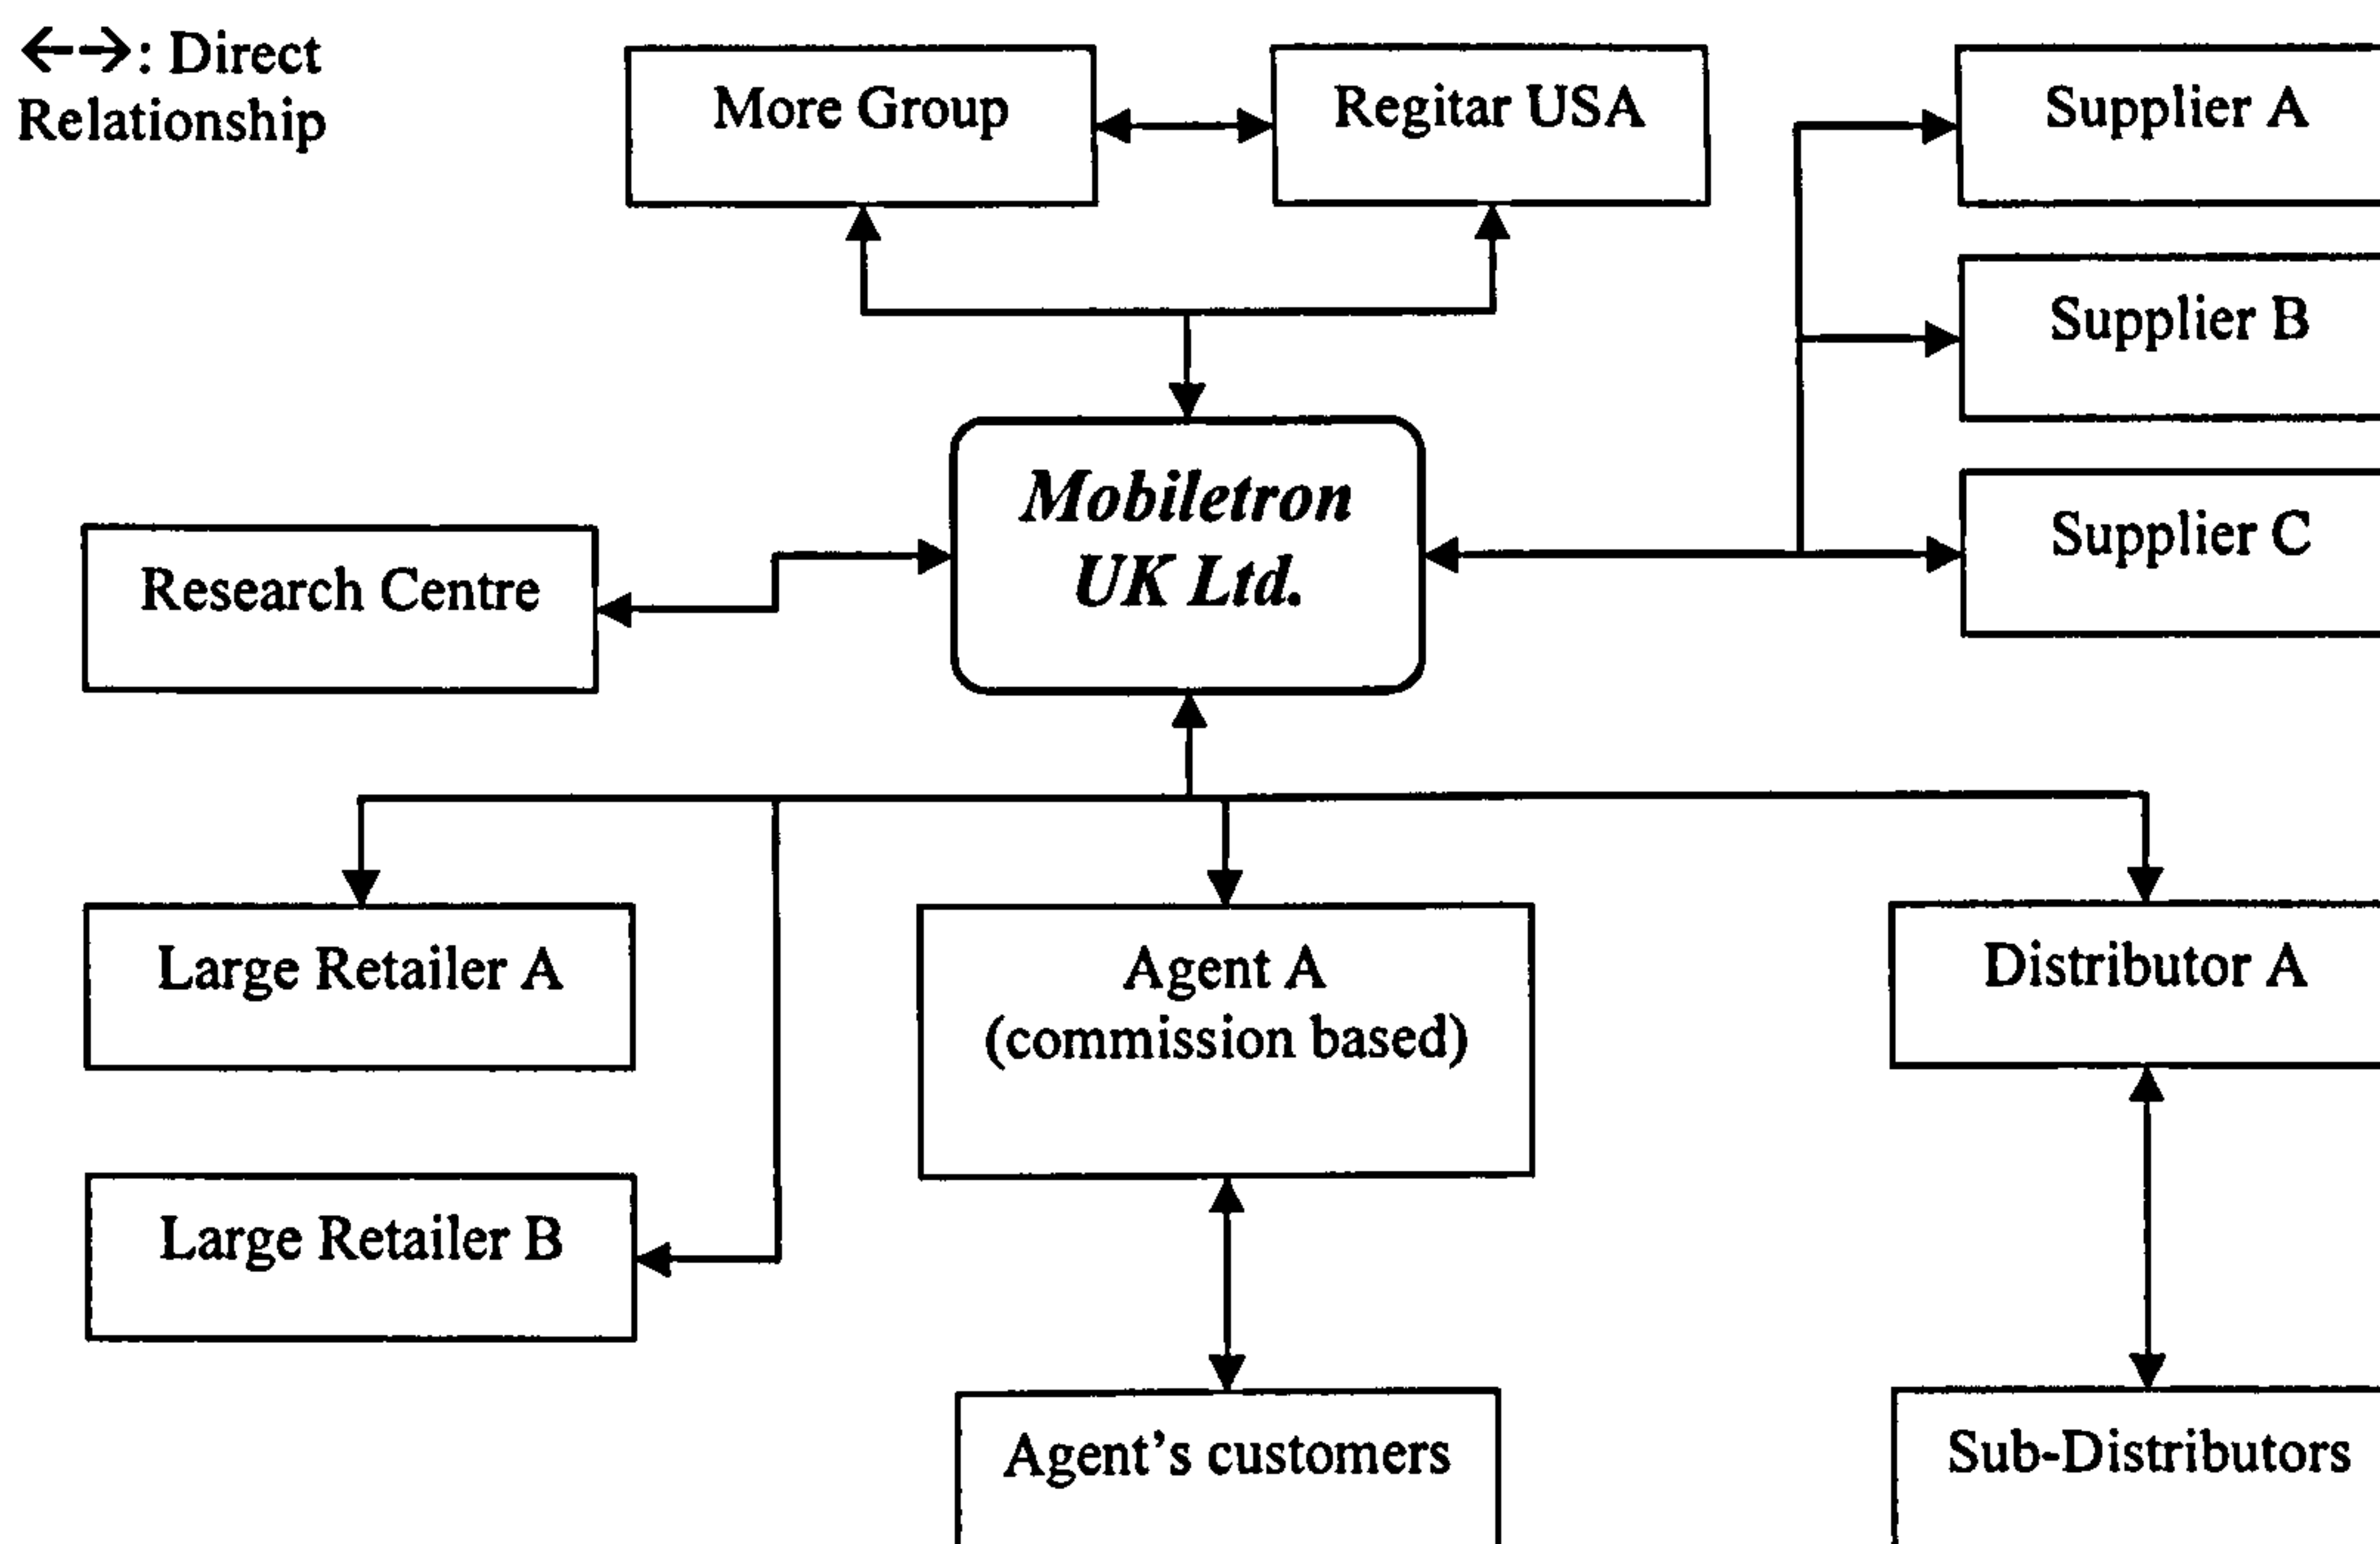 ←-→: Direct
Relationship
More Group
Regitar USA
Supplier A
Supplier B
Mobiletron
UK Ltd.
Supplier C
Research Centre
Large Retailer A
Agent A
(commission based)
Distributor A
Large Retailer B
Agent's customers
Sub-Distributors